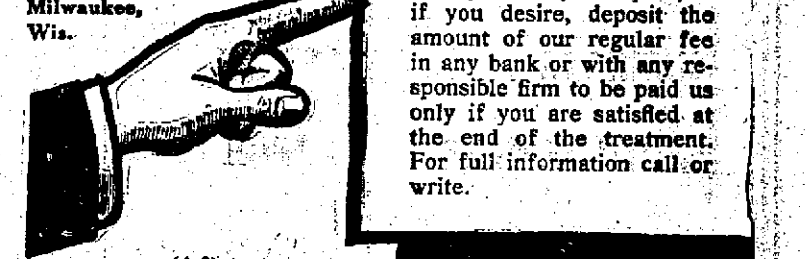 Milwaukee,
Wis.
if you desire, deposit the
amount of our regular fee
in any bank or with any re-
sponsible firm to be paid us
only if you are satisfied at
the end of the treatment.
For full information call or
write.